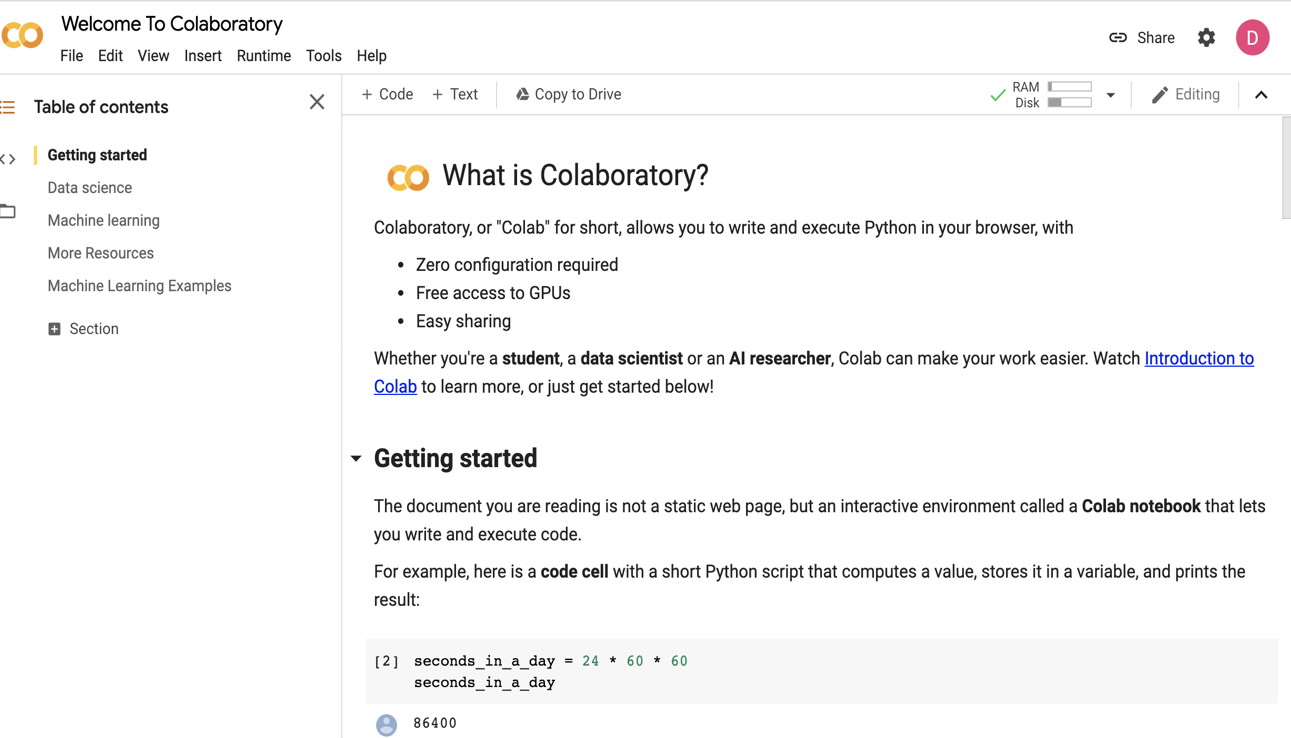 Welcome To Colaboratory
File Edit View Insert Runtime Tools Help
Share
D
Table of contents
Getting started
Data science
Machine learning
More Resources
Machine Learning Examples
Section
+ Code + Text Copy to Drive
RAM
Disk
Editing
What is Colaboratory?
Colaboratory, or "Colab" for short, allows you to write and execute Python in your browser, with
• Zero configuration required
• Free access to GPUs
• Easy sharing
Whether you're a student, a data scientist or an AI researcher, Colab can make your work easier. Watch Introduction to
Colab to learn more, or just get started below!
Getting started
The document you are reading is not a static web page, but an interactive environment called a Colab notebook that lets
you write and execute code.
For example, here is a code cell with a short Python script that computes a value, stores it in a variable, and prints the
result:
[2] seconds_in_a_day = 24 * 60 * 60
seconds_in_a_day
86400